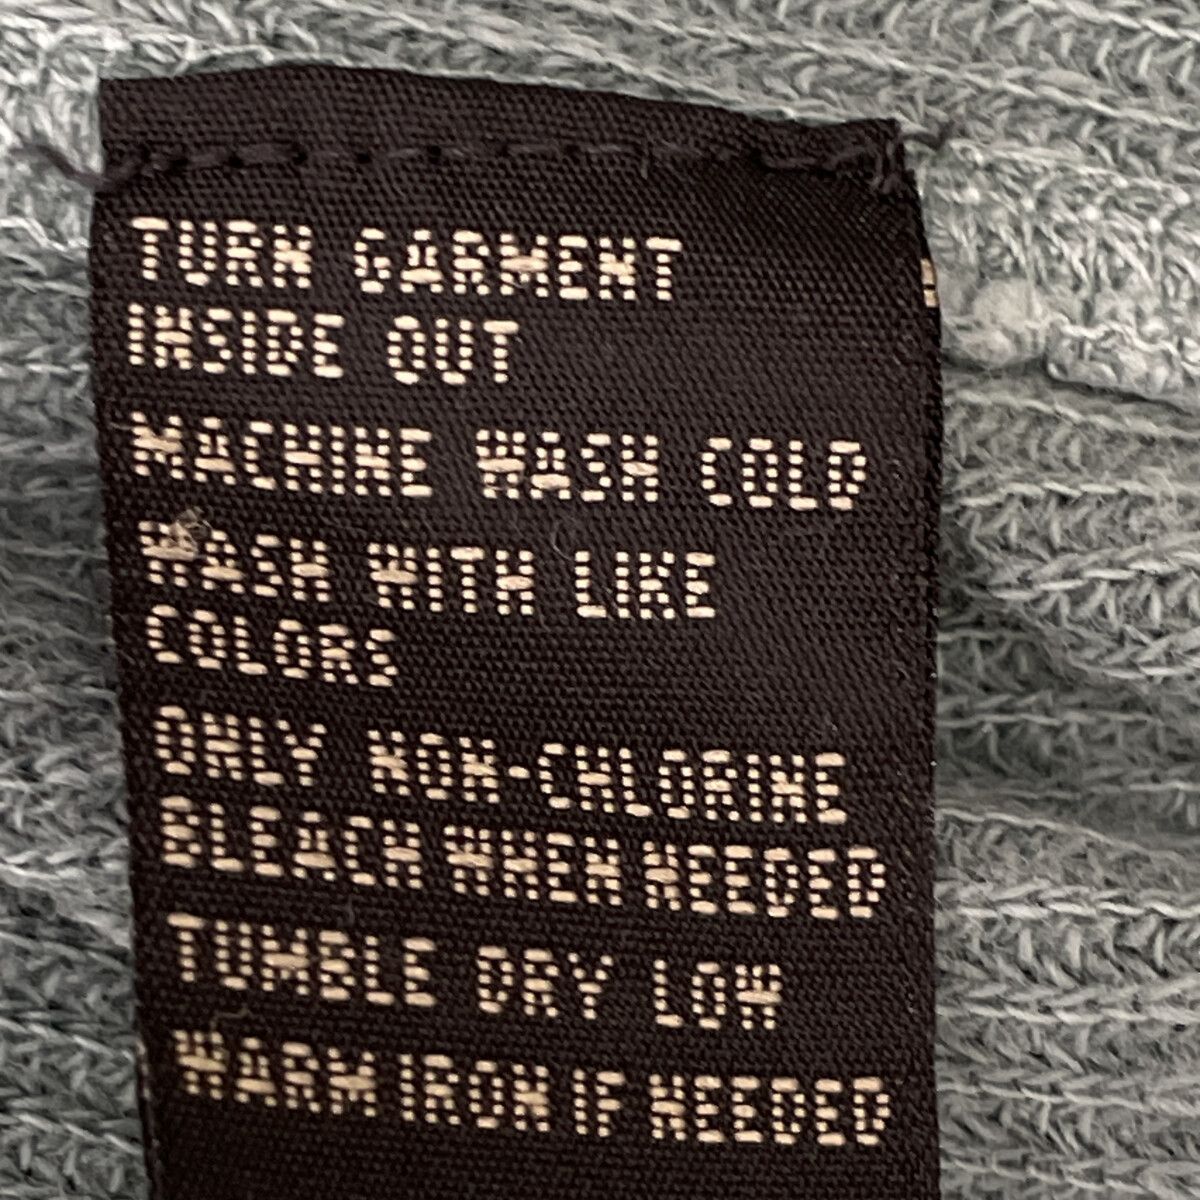 TURN GARMENT
INSIDE OUT
MACHINE WASH COLD
WASH WITH LIKE
COLORS
ONLY NON-CHLORINE
BLEACH WHEN NEEDED
TUMBLE DRY LOW
WARM IRON IF NEEDED